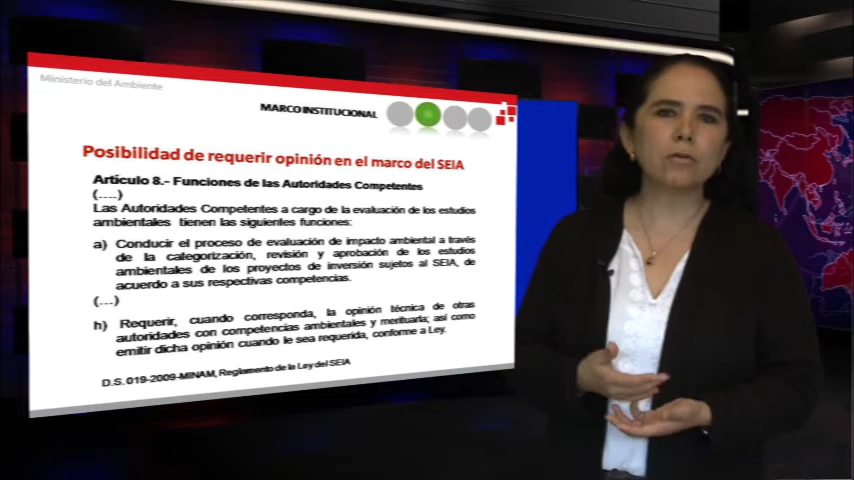 Ministerio del Ambiente
MARCO INSTITUCIONAL
Posibilidad de requerir opinión en el marco del SEIA
Artículo 8.- Funciones de las Autoridades Competentes
(....)
Las Autoridades Competentes a cargo de la evaluación de los estudios
ambientales tienen las siguientes funciones:
a) Conducir el proceso de evaluación de impacto ambiental a través
de la categorización, revisión y aprobación de los estudios
ambientales de los proyectos de inversión sujetos al SEIA, de
acuerdo a sus respectivas competencias.
(...)
h) Requerir, cuando corresponda, la opinión técnica de otras
autoridades con competencias ambientales y merituarla; así como
emitir dicha opinión cuando le sea requerida, conforme a Ley.
D.S. 019-2009-MINAM, Reglamento de la Ley del SEIA